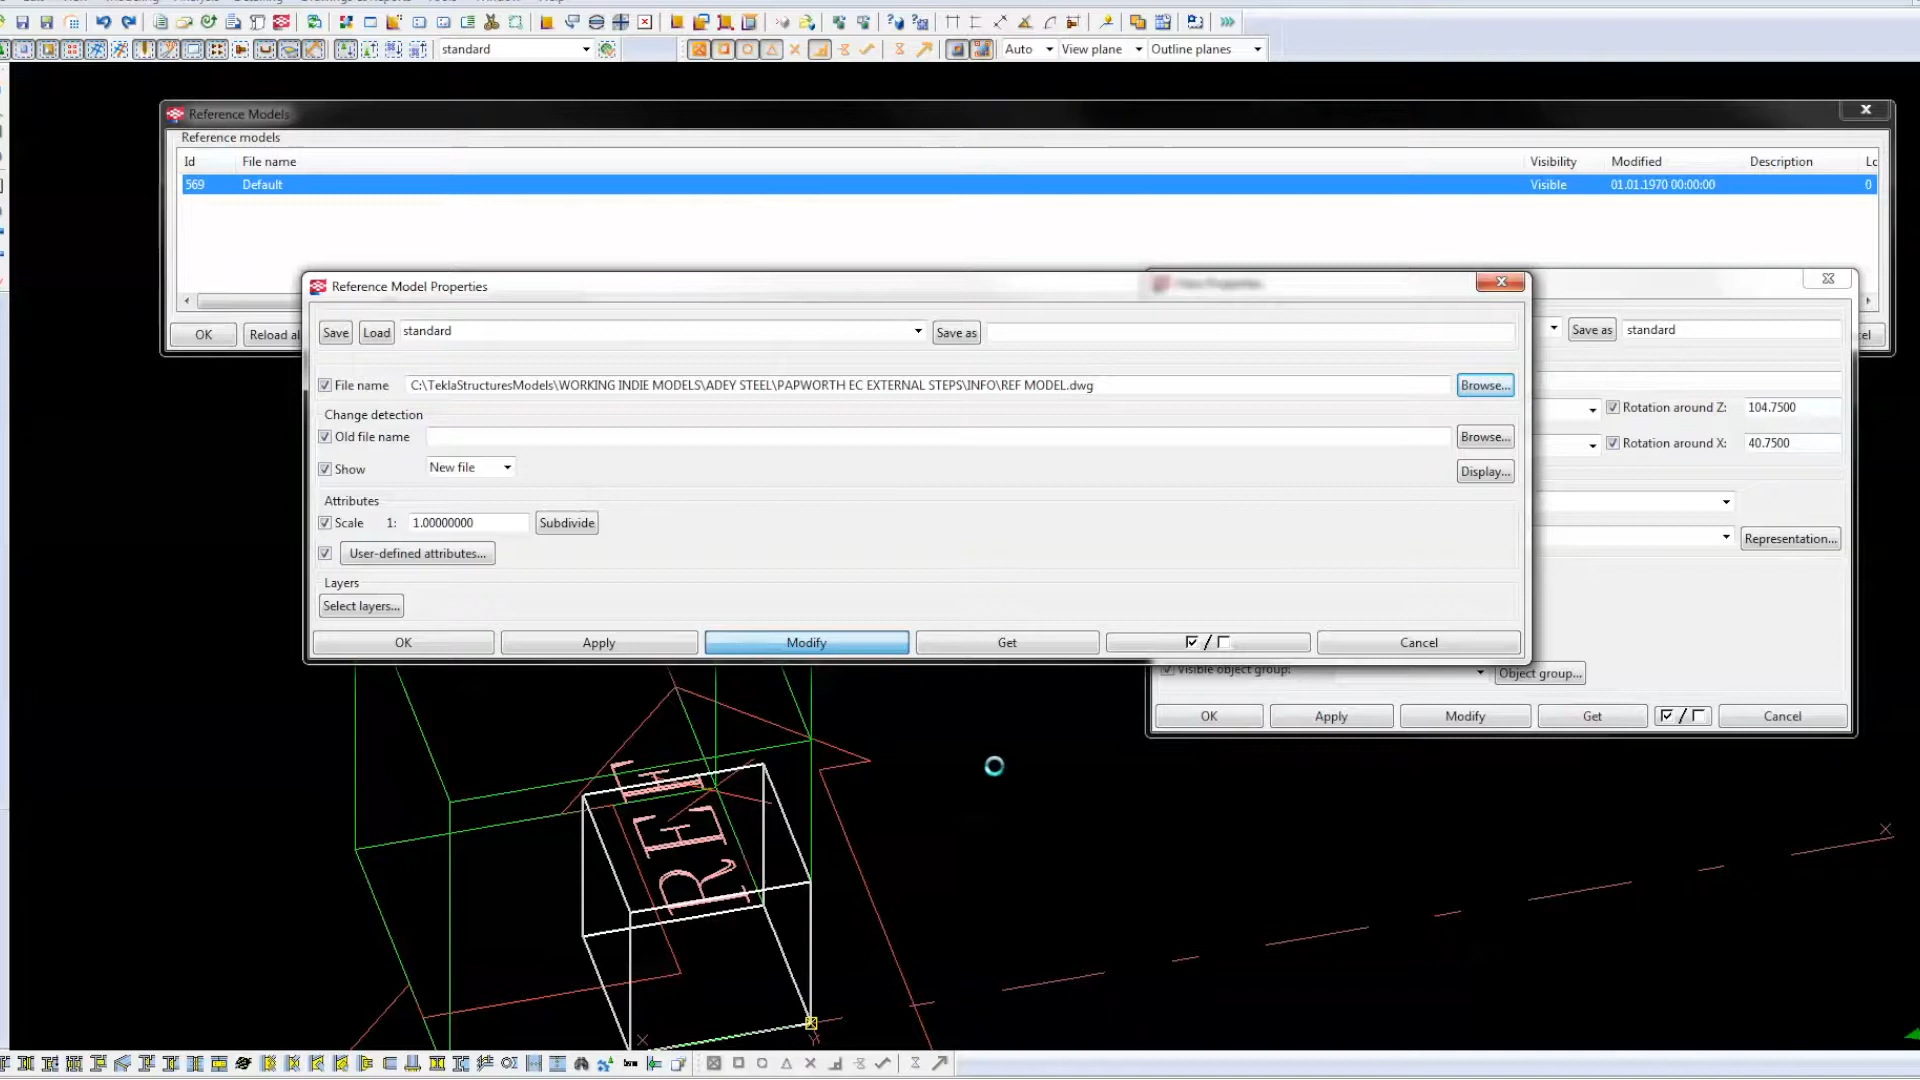 standard
Auto
View plane
Outline planes
Reference Models
Reference models
Id File name Visibility Modified Description Lc
569 Default Visible 01.01.1970 00:00:00 0
OK
Reload al
Reference Model Properties
Save Load standard Save as
File name C:\TeklaStructuresModels\WORKING INDIE MODELS\ADEY STEEL\PAPWORTH EC EXTERNAL STEPS\INFO\REF MODEL.dwg Browse...
Change detection
Old file name Browse...
Show New file Display...
Attributes
Scale 1: 1.00000000 Subdivide
User-defined attributes...
Layers
Select layers...
OK Apply Modify Get / Cancel
Save as standard
Rotation around Z: 104.7500
Rotation around X: 40.7500
Representation...
Visible object group: Object group...
OK Apply Modify Get / Cancel
REF
X
X
Y